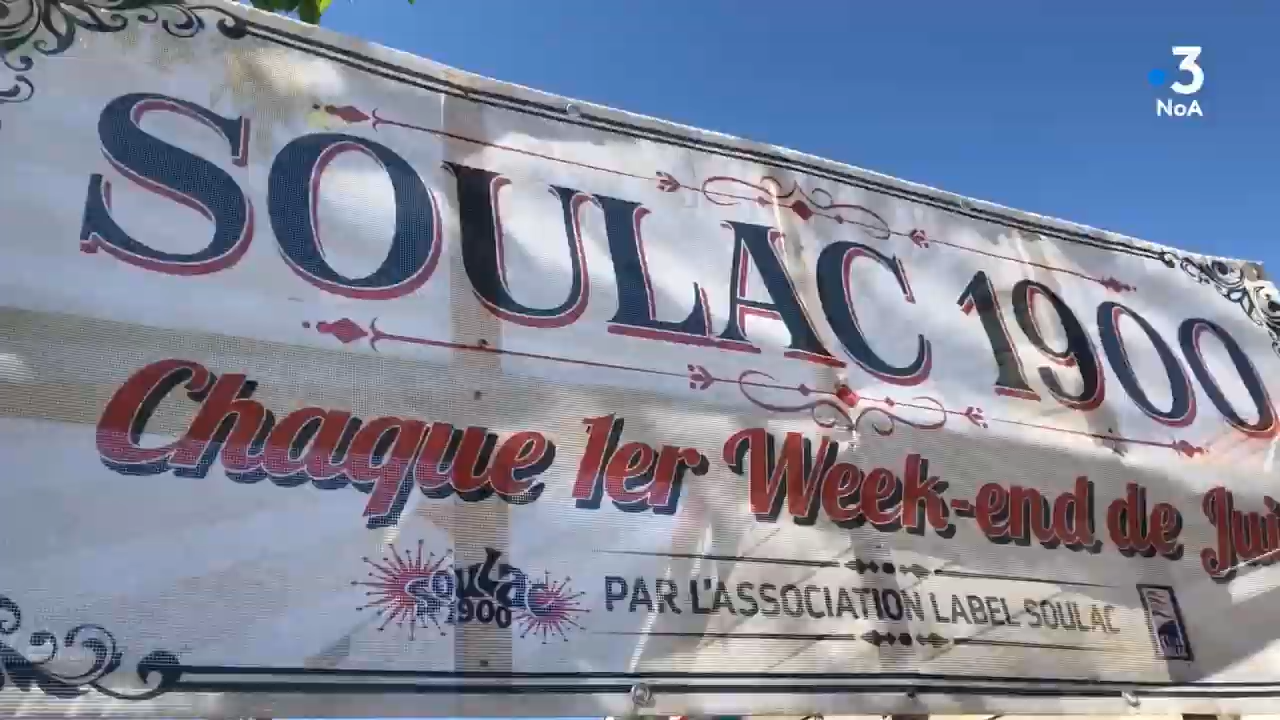 3
NoA
SOULAC 1900
Chaque 1er Week-end de
soulac
1900
PAR L'ASSOCIATION LABEL SOULAC